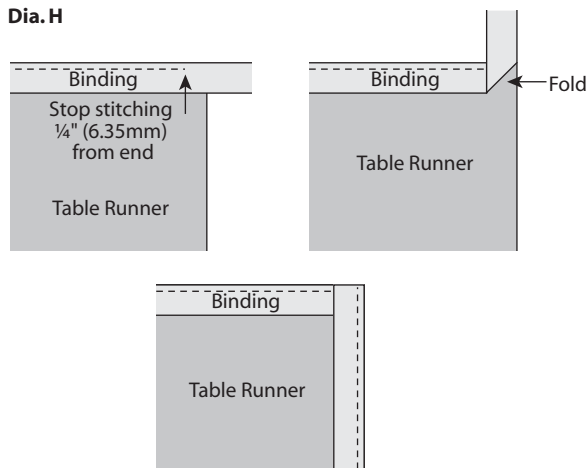 Dia. H
Binding
Stop stitching
¼" (6.35mm)
from end
Table Runner
Binding
Fold
Table Runner
Binding
Table Runner